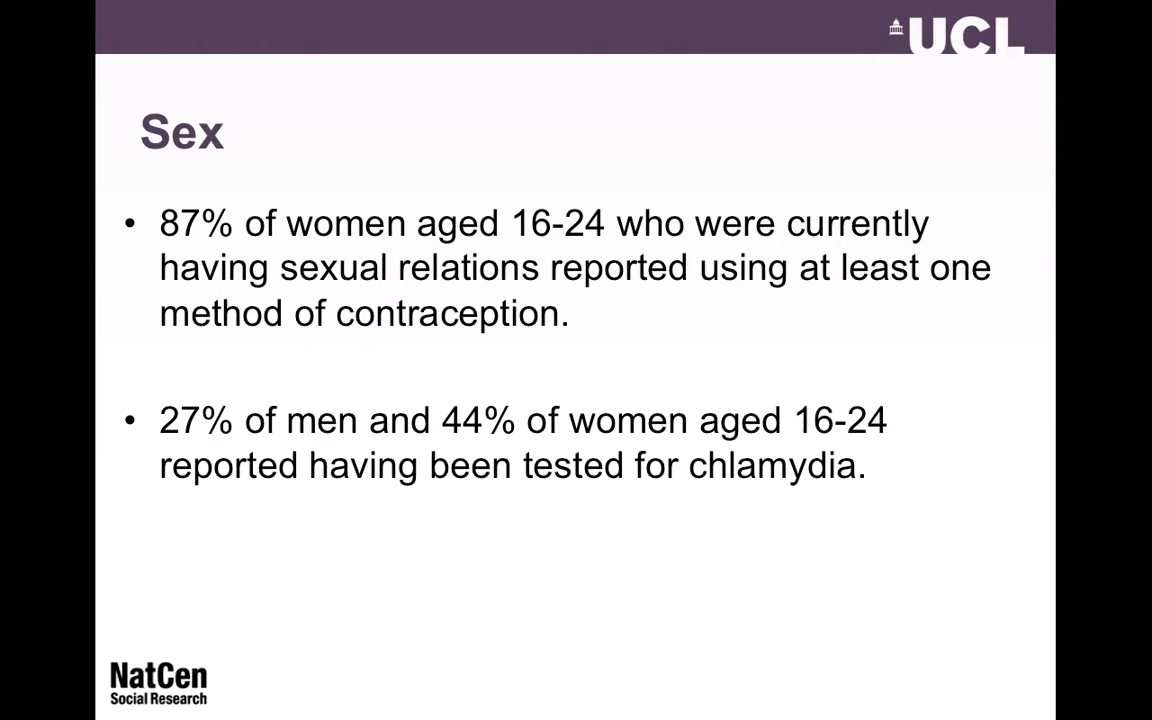 UCL
Sex
• 87% of women aged 16-24 who were currently
having sexual relations reported using at least one
method of contraception.
• 27% of men and 44% of women aged 16-24
reported having been tested for chlamydia.
NatCen
Social Research